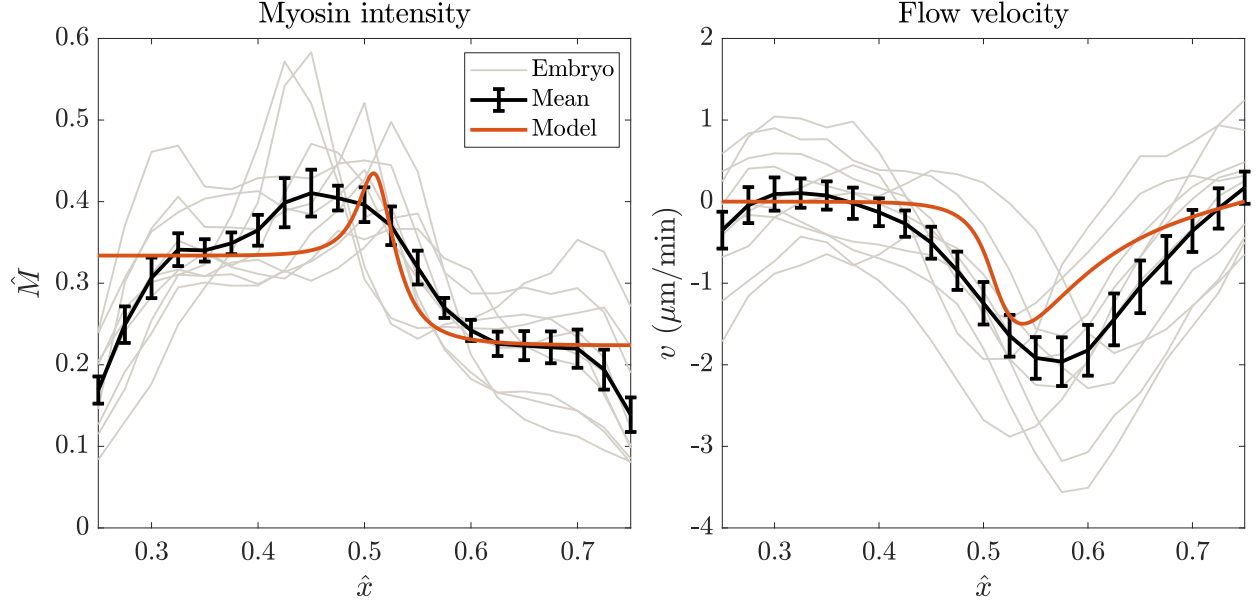 Myosin intensity
0.6
0.5
0.4
0.3
0.2
0.1
0
M̂
Embryo
Mean
Model
0.3 0.4 0.5 0.6 0.7
x̂
Flow velocity
2
1
0
-1
-2
-3
-4
v (μm/min)
0.3 0.4 0.5 0.6 0.7
x̂